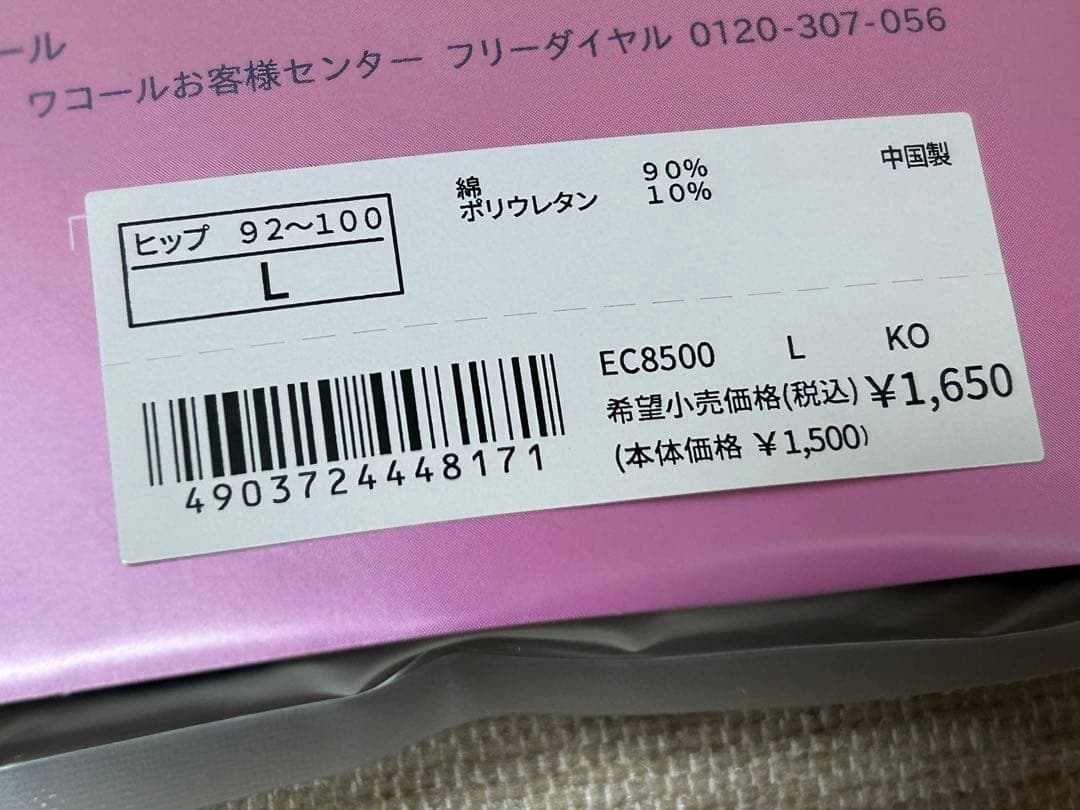 ール
ワコールお客様センター フリーダイヤル 0120-307-056
ヒップ 92〜100
L
綿 90%
ポリウレタン 10%
中国製
EC8500 L KO
希望小売価格(税込)¥1,650
(本体価格 ¥1,500)
4903724448171